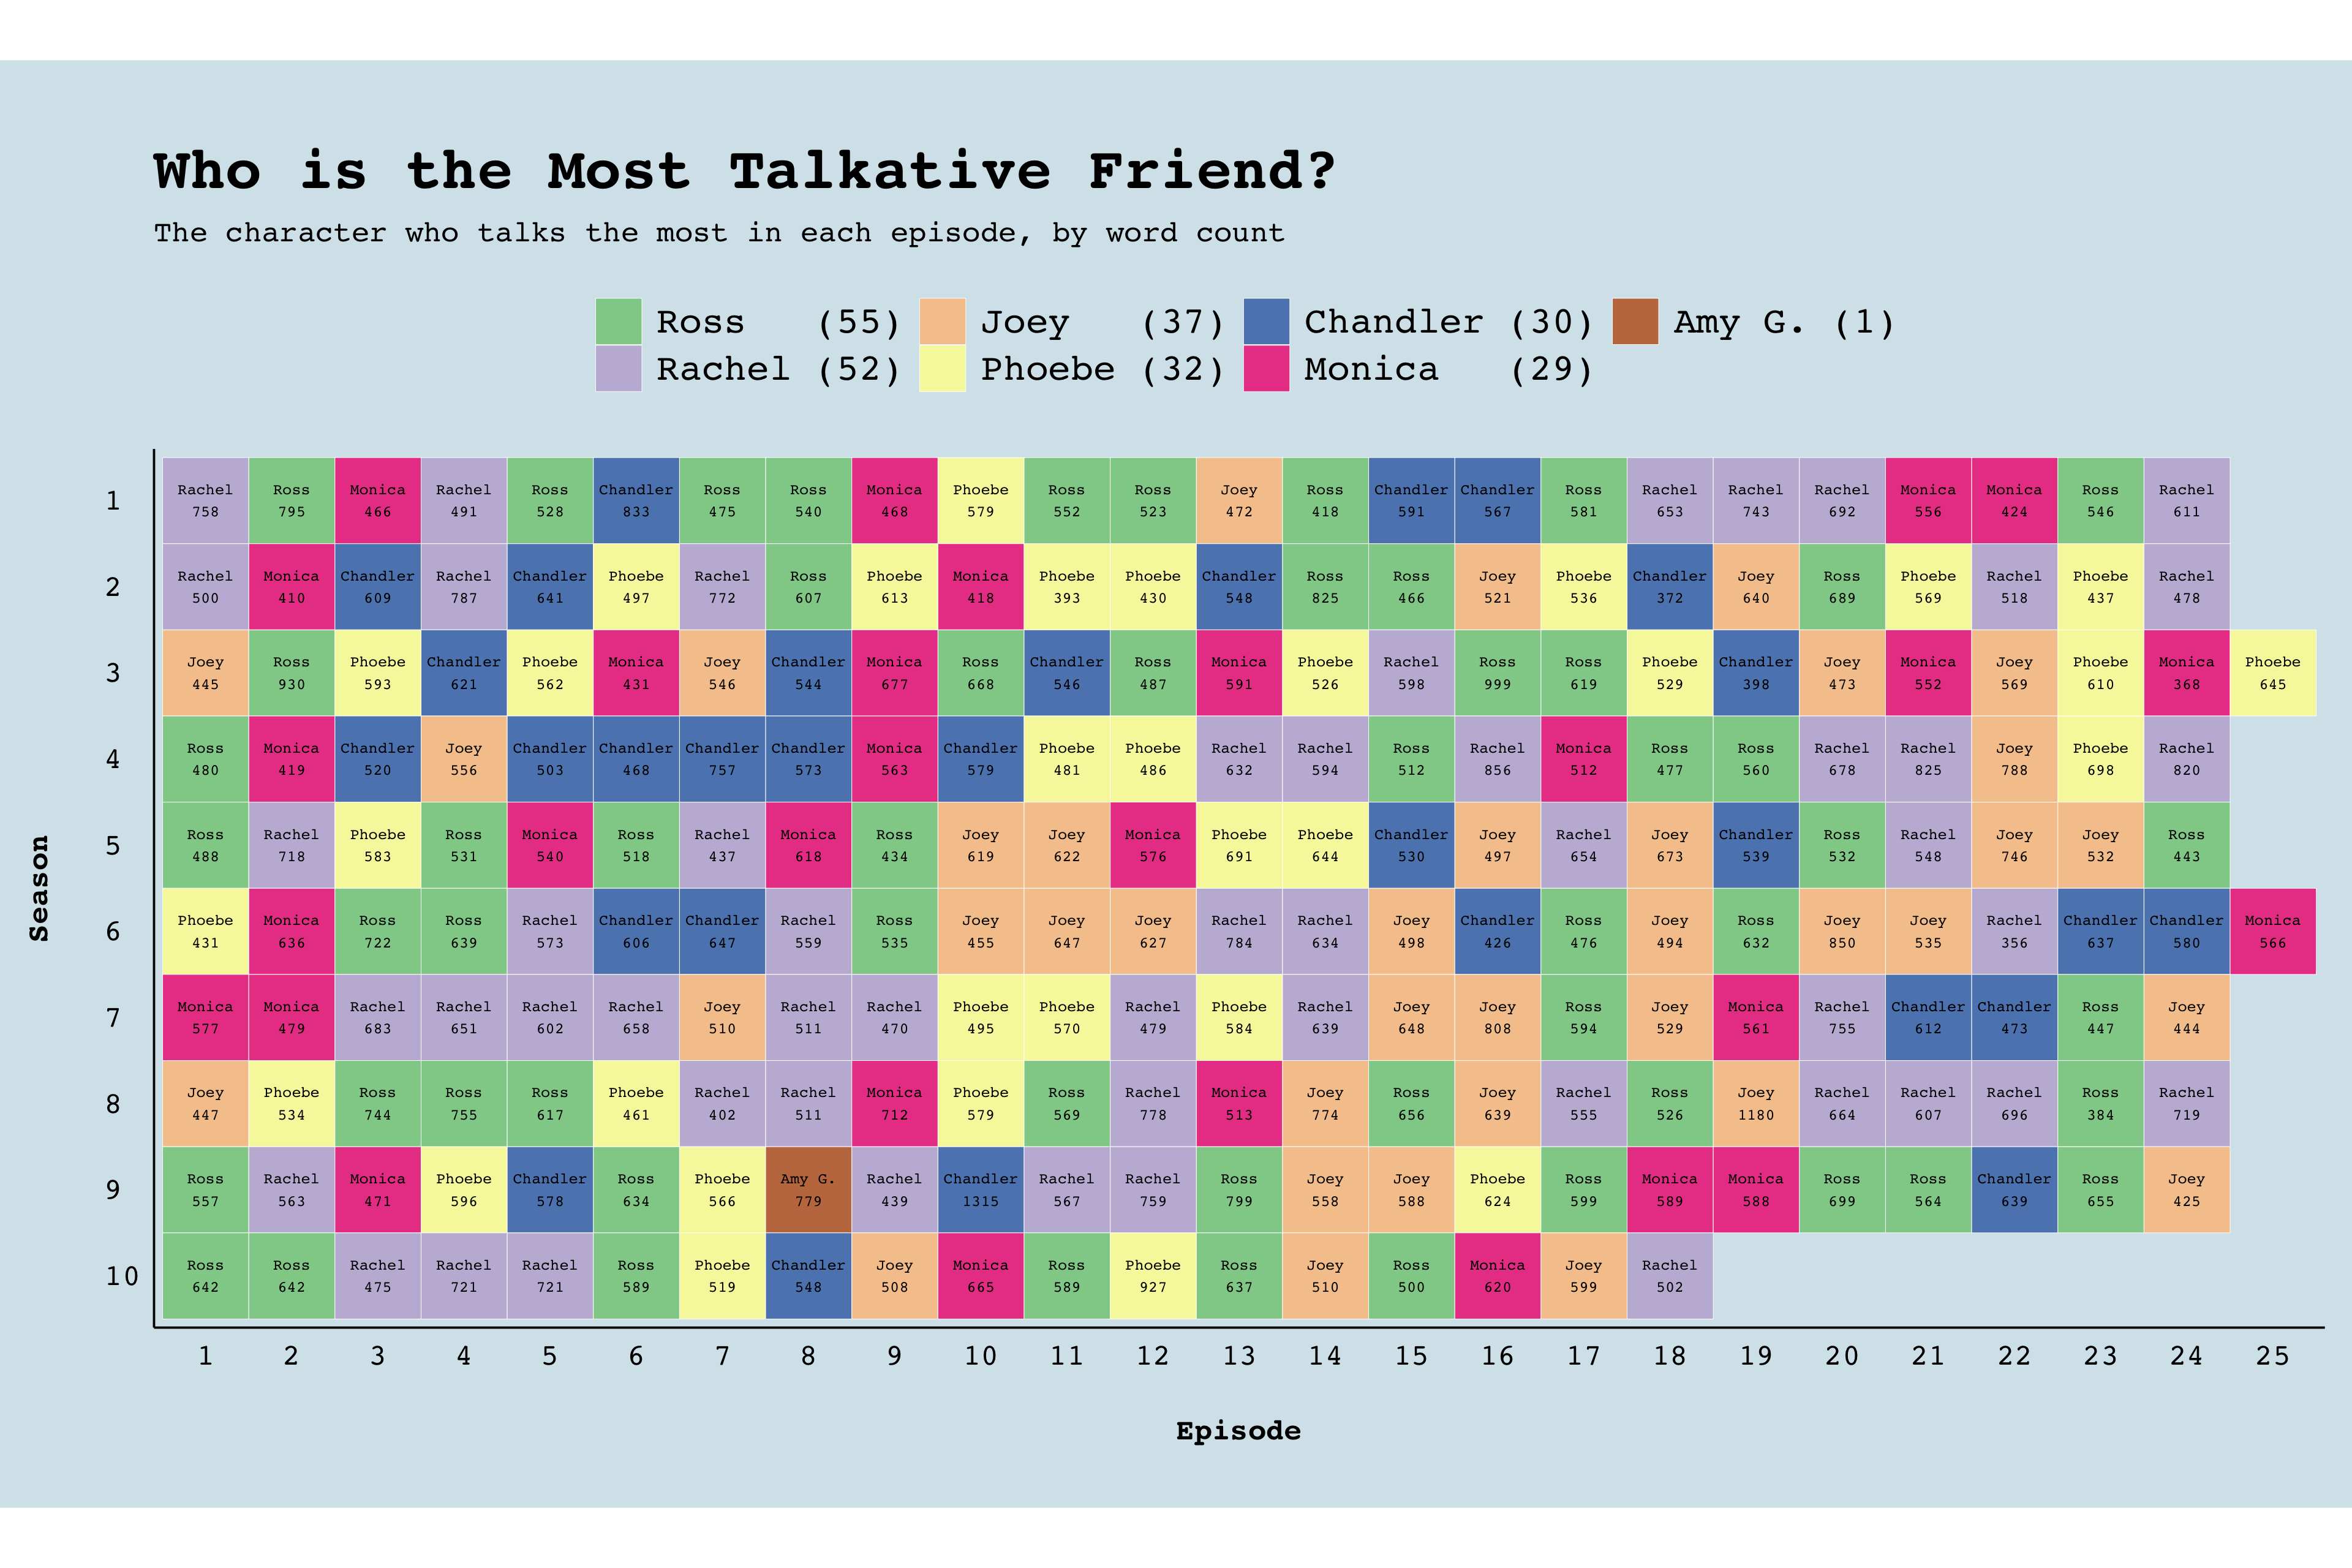 Who is the Most Talkative Friend?
The character who talks the most in each episode, by word count
Ross (55) Joey (37) Chandler (30) Amy G. (1)
Rachel (52) Phoebe (32) Monica (29)
Rachel Ross Monica Rachel Ross Chandler Ross Ross Monica Phoebe Ross Ross Joey Ross Chandler Chandler Ross Rachel Rachel Rachel Monica Monica Ross Rachel
1
758 795 466 491 528 833 475 540 468 579 552 523 472 418 591 567 581 653 743 692 556 424 546 611
Rachel Monica Chandler Rachel Chandler Phoebe Rachel Ross Phoebe Monica Phoebe Phoebe Chandler Ross Ross Joey Phoebe Chandler Joey Ross Phoebe Rachel Phoebe Rachel
2
500 410 609 787 641 497 772 607 613 418 393 430 548 825 466 521 536 372 640 689 569 518 437 478
Joey Ross Phoebe Chandler Phoebe Monica Joey Chandler Monica Ross Chandler Ross Monica Phoebe Rachel Ross Ross Phoebe Chandler Joey Monica Joey Phoebe Monica Phoebe
3
445 930 593 621 562 431 546 544 677 668 546 487 591 526 598 999 619 529 398 473 552 569 610 368 645
Ross Monica Chandler Joey Chandler Chandler Chandler Chandler Monica Chandler Phoebe Phoebe Rachel Rachel Ross Rachel Monica Ross Ross Rachel Rachel Joey Phoebe Rachel
4
480 419 520 556 503 468 757 573 563 579 481 486 632 594 512 856 512 477 560 678 825 788 698 820
Ross Rachel Phoebe Ross Monica Ross Rachel Monica Ross Joey Joey Monica Phoebe Phoebe Chandler Joey Rachel Joey Chandler Ross Rachel Joey Joey Ross
5
488 718 583 531 540 518 437 618 434 619 622 576 691 644 530 497 654 673 539 532 548 746 532 443
Phoebe Monica Ross Ross Rachel Chandler Chandler Rachel Ross Joey Joey Joey Rachel Rachel Joey Chandler Ross Joey Ross Joey Joey Rachel Chandler Chandler Monica
6
431 636 722 639 573 606 647 559 535 455 647 627 784 634 498 426 476 494 632 850 535 356 637 580 566
Monica Monica Rachel Rachel Rachel Rachel Joey Rachel Rachel Phoebe Phoebe Rachel Phoebe Rachel Joey Joey Ross Joey Monica Rachel Chandler Chandler Ross Joey
7
577 479 683 651 602 658 510 511 470 495 570 479 584 639 648 808 594 529 561 755 612 473 447 444
Joey Phoebe Ross Ross Ross Phoebe Rachel Rachel Monica Phoebe Ross Rachel Monica Joey Ross Joey Rachel Ross Joey Rachel Rachel Rachel Ross Rachel
8
447 534 744 755 617 461 402 511 712 579 569 778 513 774 656 639 555 526 1180 664 607 696 384 719
Ross Rachel Monica Phoebe Chandler Ross Phoebe Amy G. Rachel Chandler Rachel Rachel Ross Joey Joey Phoebe Ross Monica Monica Ross Ross Chandler Ross Joey
9
557 563 471 596 578 634 566 779 439 1315 567 759 799 558 588 624 599 589 588 699 564 639 655 425
Ross Ross Rachel Rachel Rachel Ross Phoebe Chandler Joey Monica Ross Phoebe Ross Joey Ross Monica Joey Rachel
10
642 642 475 721 721 589 519 548 508 665 589 927 637 510 500 620 599 502
1 2 3 4 5 6 7 8 9 10 11 12 13 14 15 16 17 18 19 20 21 22 23 24 25
Season
Episode